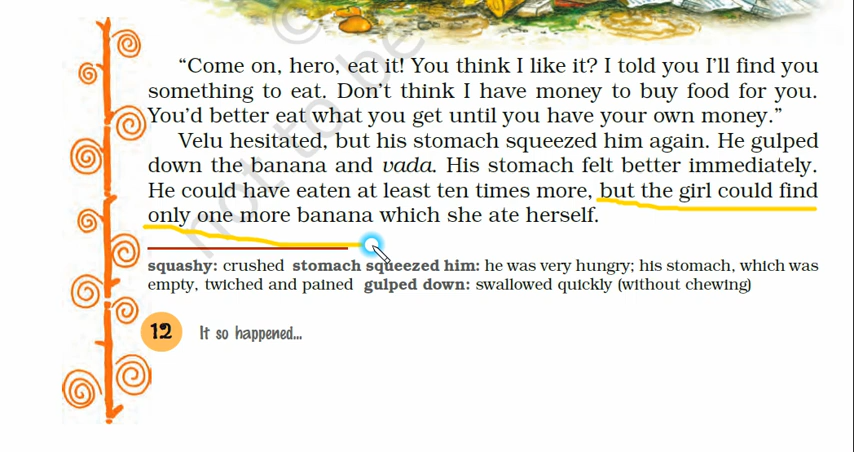 “Come on, hero, eat it! You think I like it? I told you I’ll find you
something to eat. Don’t think I have money to buy food for you.
You’d better eat what you get until you have your own money.”
Velu hesitated, but his stomach squeezed him again. He gulped
down the banana and vada. His stomach felt better immediately.
He could have eaten at least ten times more, but the girl could find
only one more banana which she ate herself.
squashy: crushed stomach squeezed him: he was very hungry; his stomach, which was
empty, twiched and pained gulped down: swallowed quickly (without chewing)
12 It so happened...
© not to be